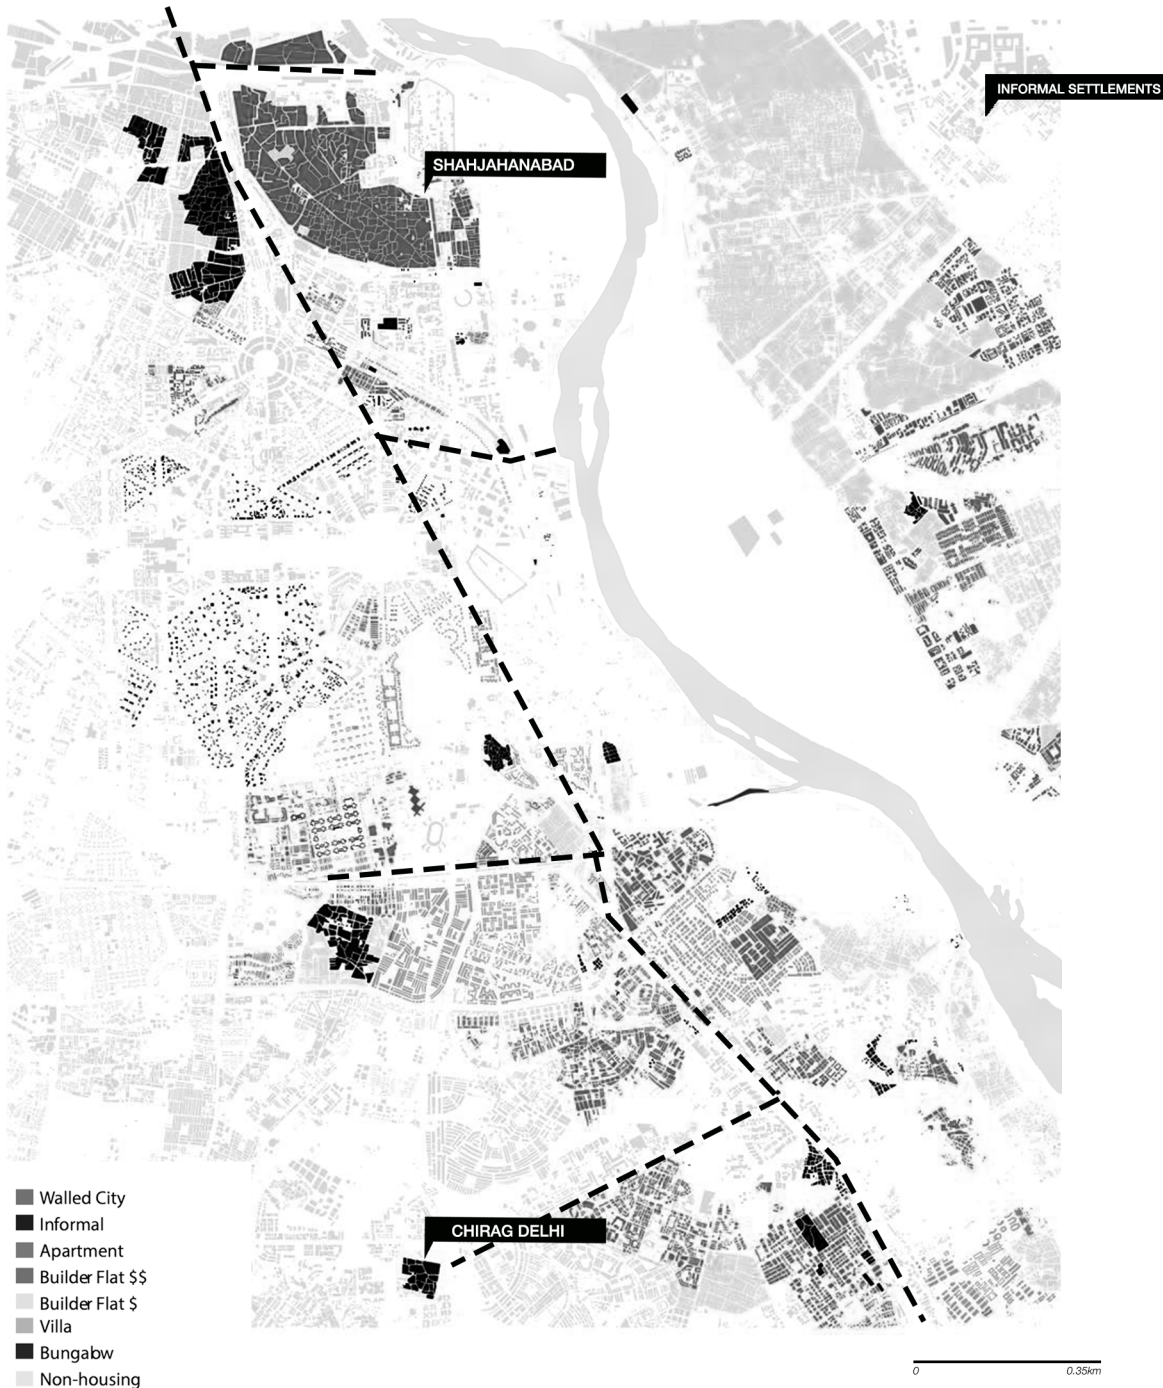 INFORMAL SETTLEMENTS
SHAHJAHANABAD
CHIRAG DELHI
Walled City
Informal
Apartment
Builder Flat $$
Builder Flat $
Villa
Bungabw
Non-housing
0 0.35km